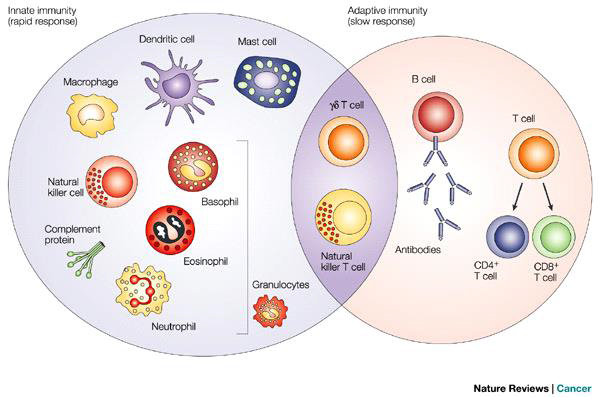 Innate immunity
(rapid response)
Adaptive immunity
(slow response)
Dendritic cell
Mast cell
Macrophage
γδ T cell
B cell
T cell
Natural
killer cell
Basophil
Complement
protein
Eosinophil
Natural
killer T cell
Antibodies
CD4+
T cell
CD8+
T cell
Granulocytes
Neutrophil
Nature Reviews | Cancer